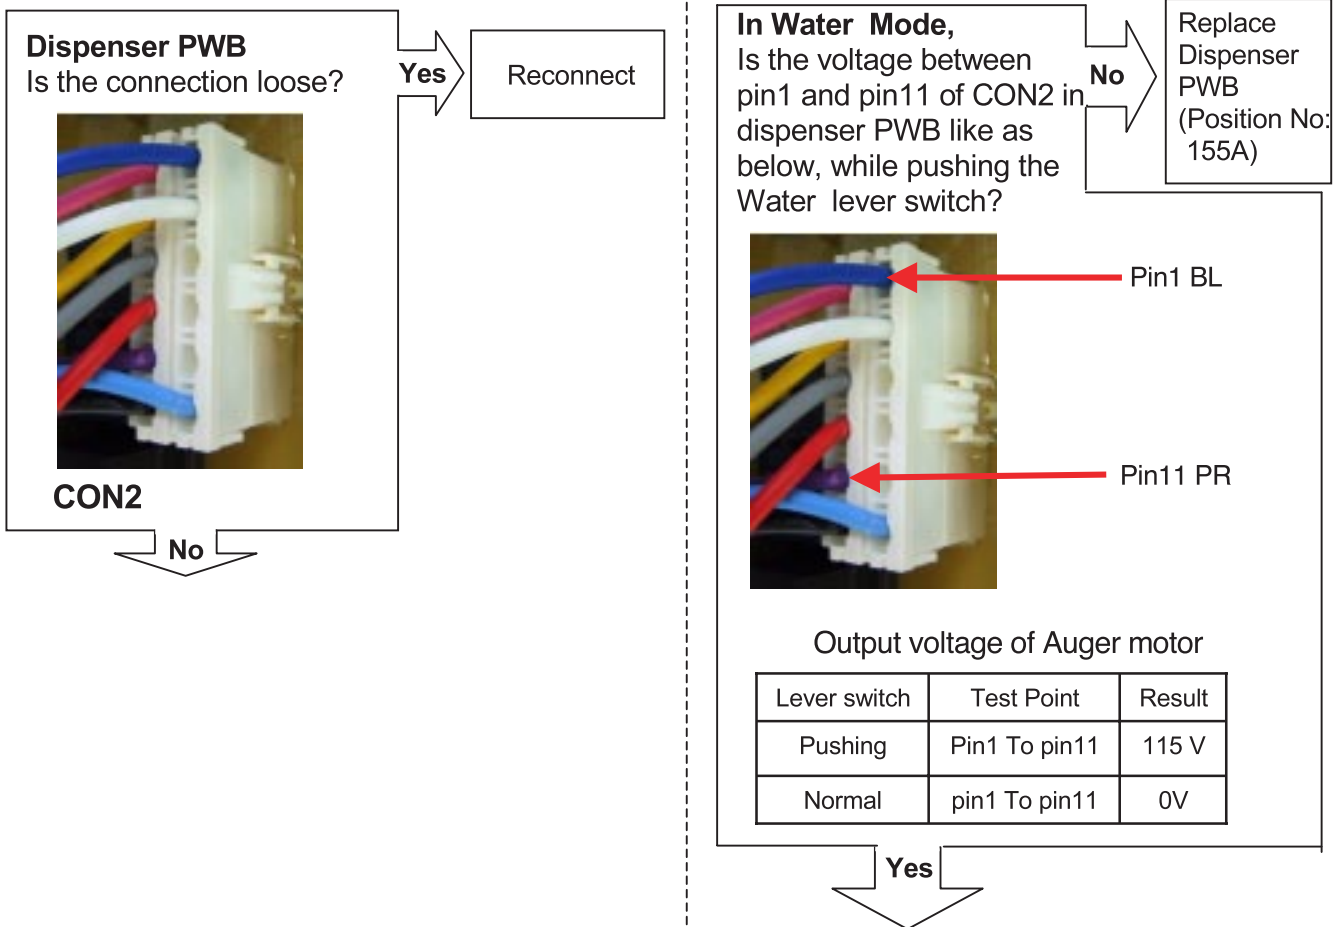 Dispenser PWB
Is the connection loose?
Yes
Reconnect
CON2
No
In Water Mode,
Is the voltage between
pin1 and pin11 of CON2 in
dispenser PWB like as
below, while pushing the
Water lever switch?
No
Replace
Dispenser
PWB
(Position No:
155A)
Pin1 BL
Pin11 PR
Output voltage of Auger motor
Lever switch Test Point Result
Pushing Pin1 To pin11 115 V
Normal pin1 To pin11 0V
Yes